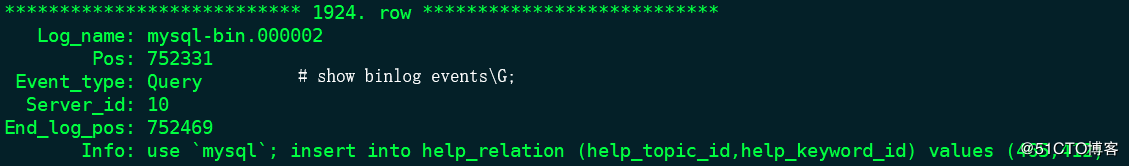 *************************** 1924. row ***************************
Log_name: mysql-bin.000002
Pos: 752331
# show binlog events\G;
Event_type: Query
Server_id: 10
End_log_pos: 752469
Info: use `mysql`; insert into help_relation (help_topic_id,help_keyword_id) values
@51CTO博客